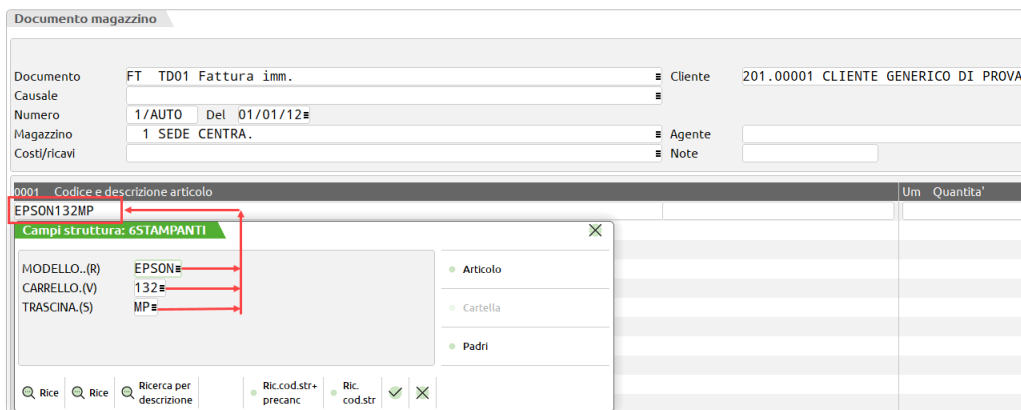 Documento magazzino
Documento FT TD01 Fattura imm. Cliente 201.00001 CLIENTE GENERICO DI PROVA
Causale
Numero 1/AUTO Del 01/01/12
Magazzino 1 SEDE CENTRA. Agente
Costi/ricavi Note
0001 Codice e descrizione articolo Um Quantita'
EPSON132MP
Campi struttura: 6STAMPANTI
MODELLO..(R) EPSON Articolo
CARRELLO.(V) 132
Cartella
TRASCINA.(S) MP
Padri
Rice Rice Ricerca per descrizione Ric.cod.str+ precanc Ric. cod.str